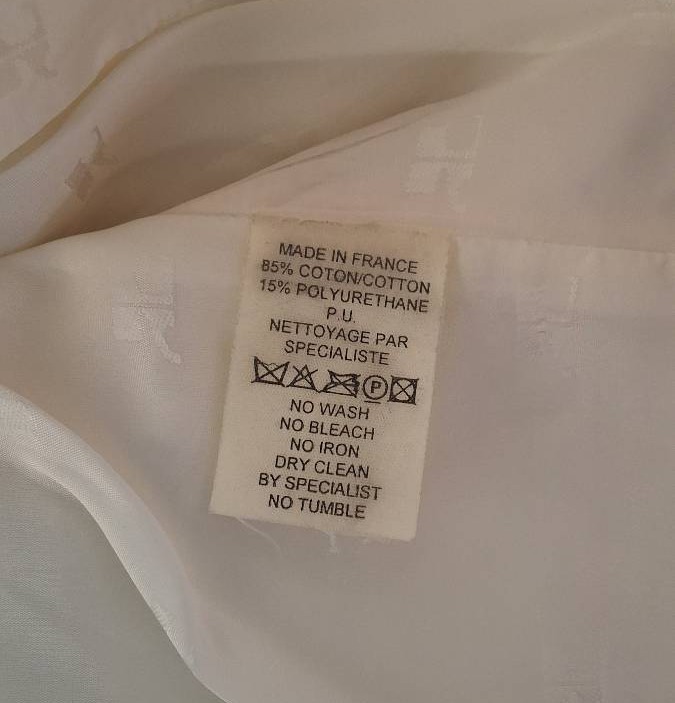 MADE IN FRANCE
85% COTON/COTTON
15% POLYURETHANE
P.U.
NETTOYAGE PAR
SPECIALISTE
P
NO WASH
NO BLEACH
NO IRON
DRY CLEAN
BY SPECIALIST
NO TUMBLE